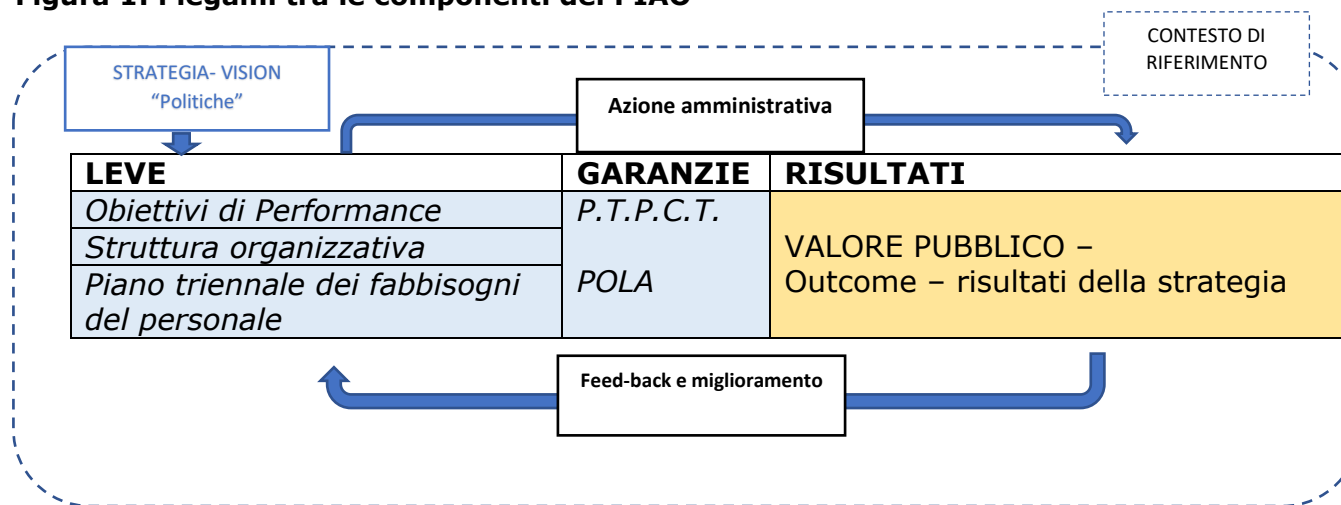 CONTESTO DI
RIFERIMENTO
STRATEGIA- VISION
“Politiche”
Azione amministrativa
LEVE GARANZIE RISULTATI
Obiettivi di Performance P.T.P.C.T.
Struttura organizzativa
VALORE PUBBLICO –
Piano triennale dei fabbisogni POLA
Outcome – risultati della strategia
del personale
Feed-back e miglioramento